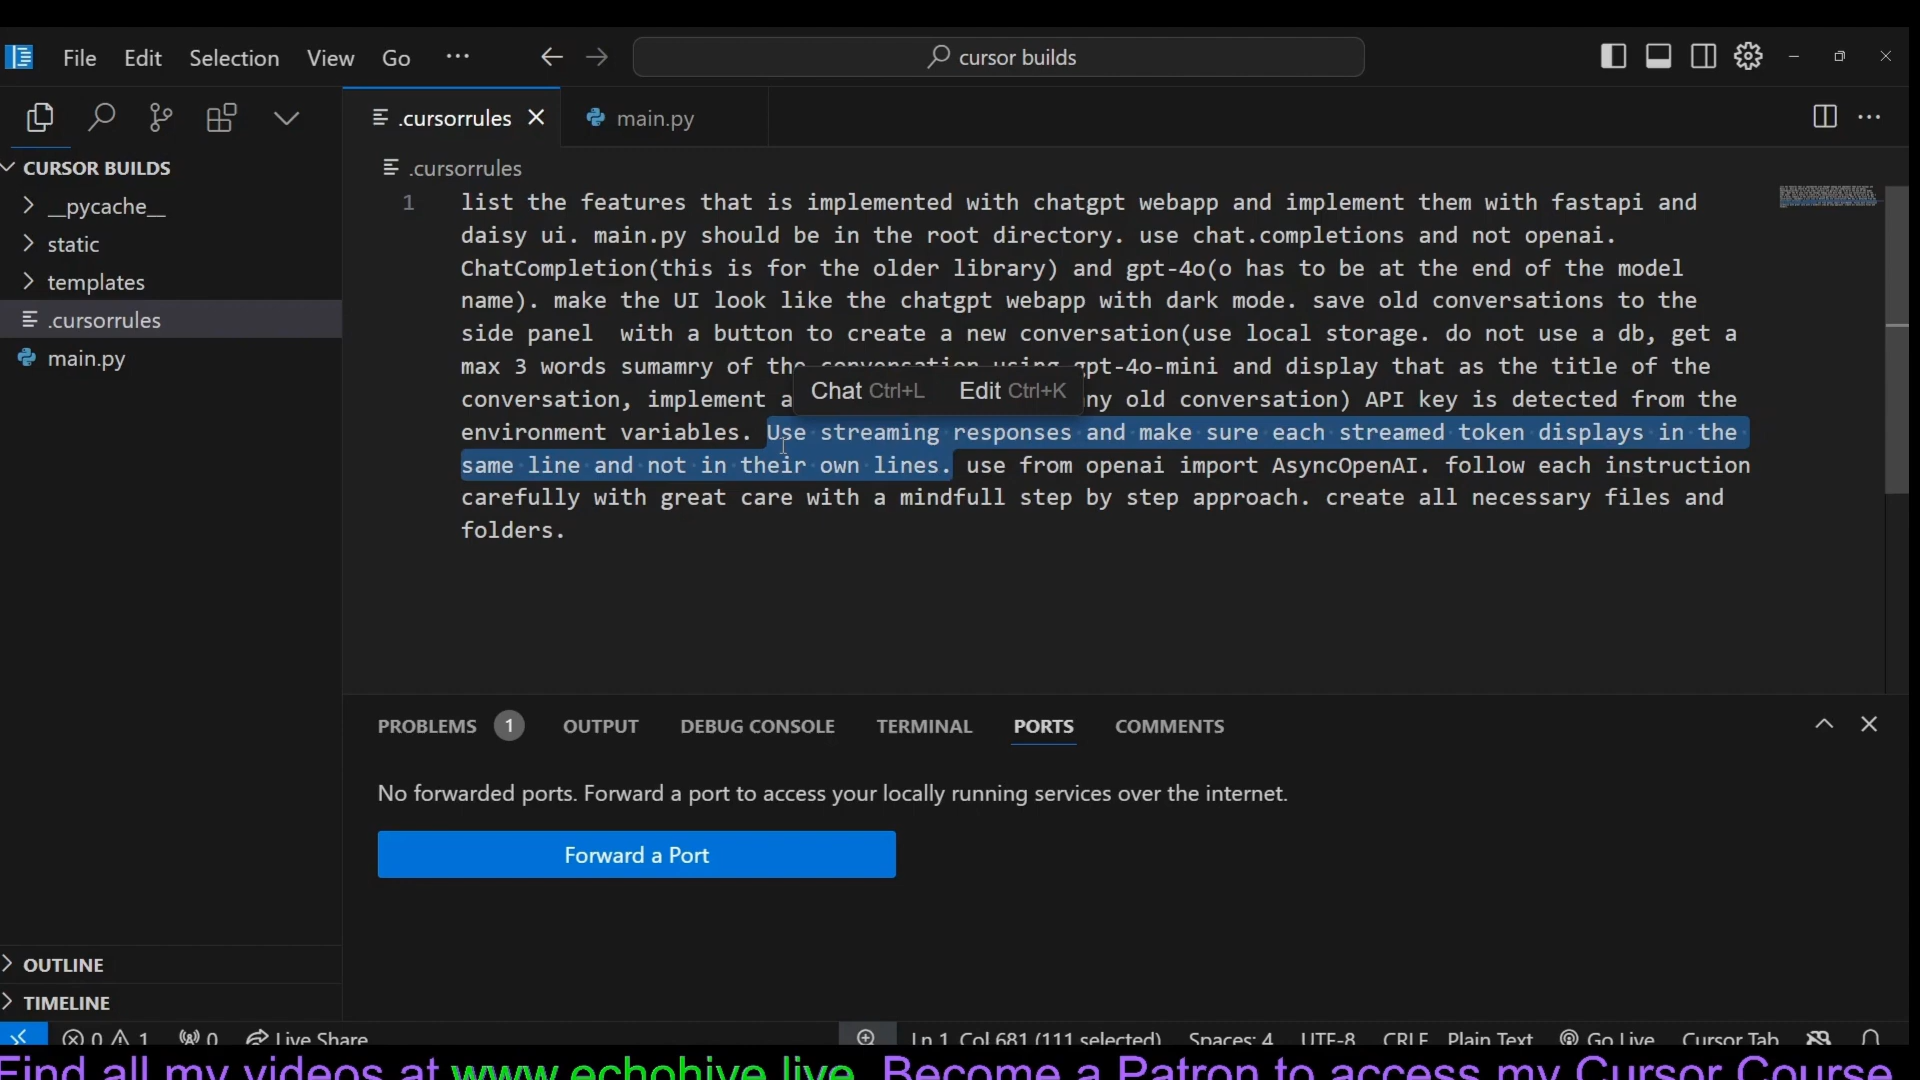 File Edit Selection View Go ··· cursor builds
.cursorrules main.py
CURSOR BUILDS
__pycache__
static
templates
.cursorrules
main.py
.cursorrules
1 list the features that is implemented with chatgpt webapp and implement them with fastapi and
daisy ui. main.py should be in the root directory. use chat.completions and not openai.
ChatCompletion(this is for the older library) and gpt-4o(o has to be at the end of the model
name). make the UI look like the chatgpt webapp with dark mode. save old conversations to the
side panel  with a button to create a new conversation(use local storage. do not use a db, get a
max 3 words sumamry of the conversation using gpt-4o-mini and display that as the title of the
conversation, implement a ny old conversation) API key is detected from the
Chat Ctrl+L Edit Ctrl+K
environment variables. Use streaming responses and make sure each streamed token displays in the
same line and not in their own lines. use from openai import AsyncOpenAI. follow each instruction
carefully with great care with a mindfull step by step approach. create all necessary files and
folders.
PROBLEMS 1 OUTPUT DEBUG CONSOLE TERMINAL PORTS COMMENTS
No forwarded ports. Forward a port to access your locally running services over the internet.
Forward a Port
OUTLINE
TIMELINE
0 1 0 Live Share Ln 1, Col 681 (111 selected) Spaces: 4 UTF-8 CRLF Plain Text Go Live Cursor Tab
Find all my videos at www.echohive.live. Become a Patron to access my Cursor Course